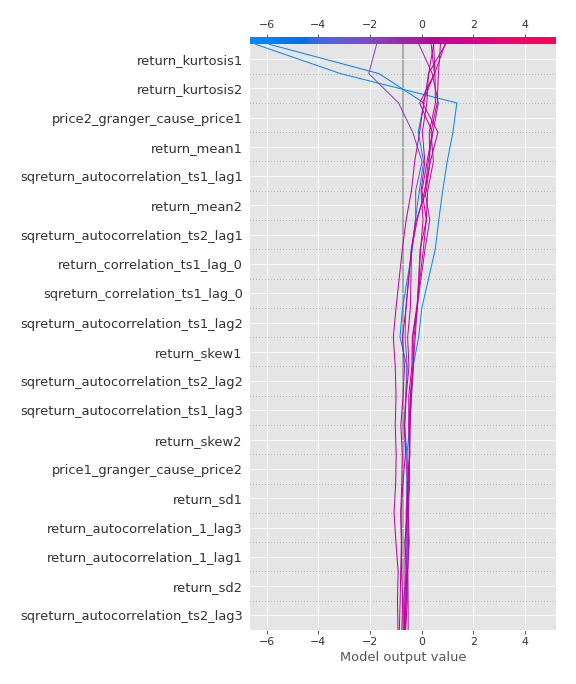 −6 −4 −2 0 2 4
return_kurtosis1
return_kurtosis2
price2_granger_cause_price1
return_mean1
sqreturn_autocorrelation_ts1_lag1
return_mean2
sqreturn_autocorrelation_ts2_lag1
return_correlation_ts1_lag_0
sqreturn_correlation_ts1_lag_0
sqreturn_autocorrelation_ts1_lag2
return_skew1
sqreturn_autocorrelation_ts2_lag2
sqreturn_autocorrelation_ts1_lag3
return_skew2
price1_granger_cause_price2
return_sd1
return_autocorrelation_1_lag3
return_autocorrelation_1_lag1
return_sd2
sqreturn_autocorrelation_ts2_lag3
−6 −4 −2 0 2 4
Model output value